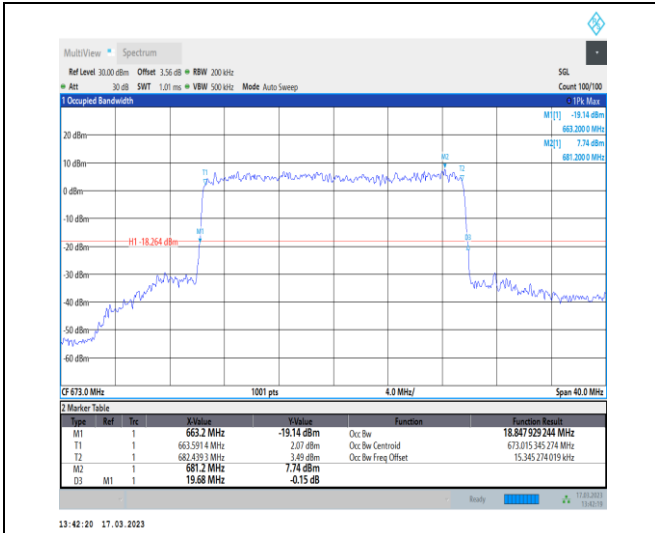 MultiView Spectrum
Ref Level 30.00 dBm Offset 3.56 dB RBW 200 kHz SGL
Att 30 dB SWT 1.01 ms VBW 500 kHz Mode Auto Sweep Count 100/100
1 Occupied Bandwidth 1Pk Max
M1[1] -19.14 dBm
663.2000 MHz
M2[1] 7.74 dBm
681.2000 MHz
20 dBm
M2
10 dBm
T1 T2
0 dBm
-10 dBm
M1 D3
H1 -18.264 dBm
-20 dBm
-30 dBm
-40 dBm
-50 dBm
-60 dBm
CF 673.0 MHz 1001 pts 4.0 MHz/ Span 40.0 MHz
2 Marker Table
Type Ref Trc X-Value Y-Value Function Function Result
M1 1 663.2 MHz -19.14 dBm Occ Bw 18.847 929 244 MHz
T1 1 663.591 4 MHz 2.07 dBm Occ Bw Centroid 673.015 345 274 MHz
T2 1 682.439 3 MHz 3.49 dBm Occ Bw Freq Offset 15.345 274 019 kHz
M2 1 681.2 MHz 7.74 dBm
D3 M1 1 19.68 MHz -0.15 dB
Ready 17.03.2023
13:42:19
13:42:20 17.03.2023